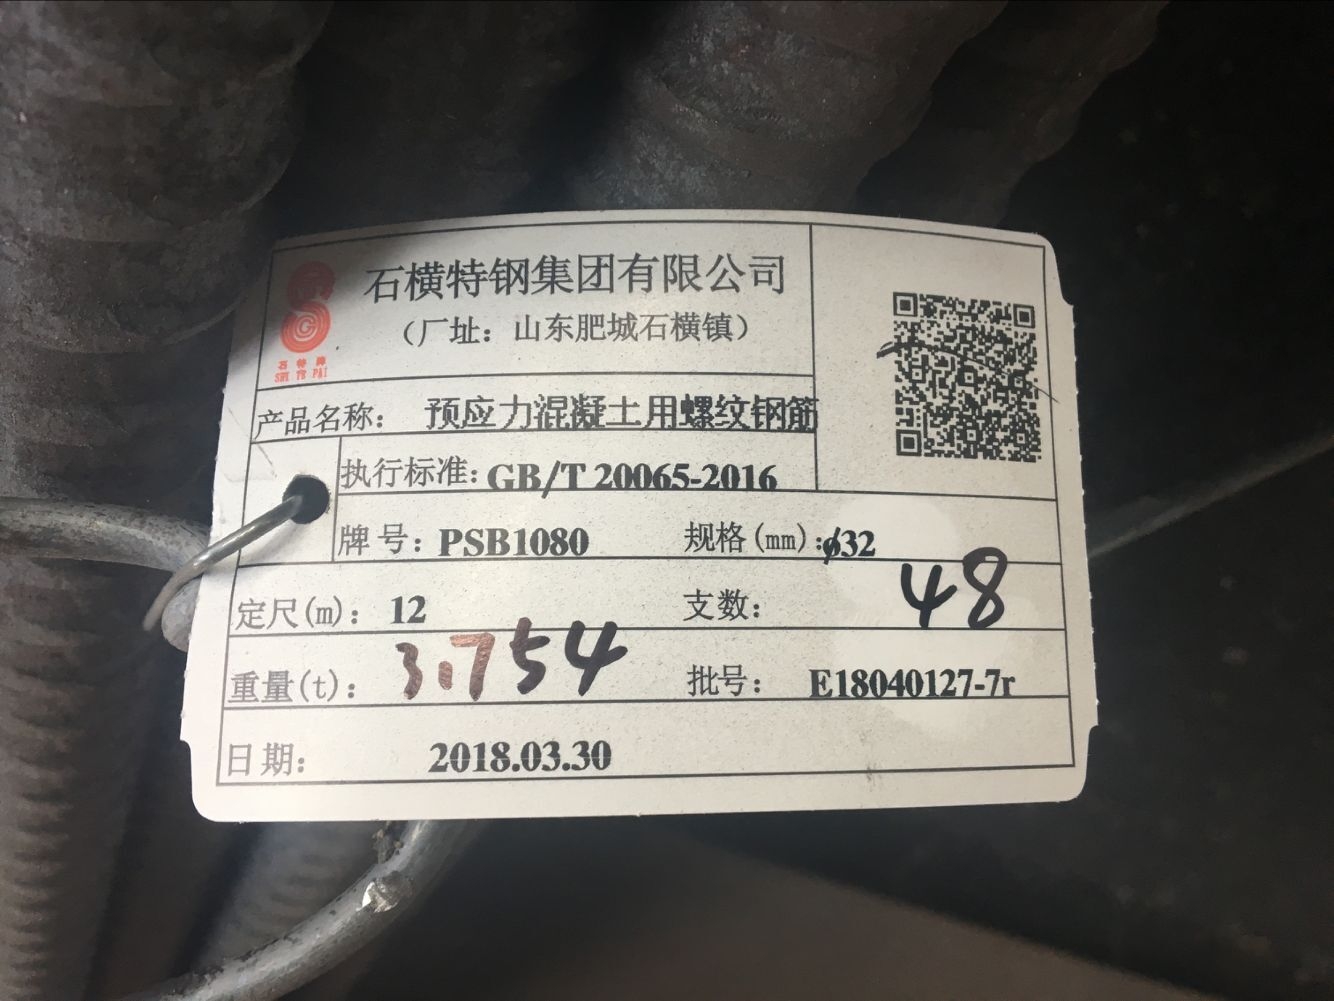 石横特钢集团有限公司
（厂址：山东肥城石横镇）
石特牌
SHI TE PAI
产品名称： 预应力混凝土用螺纹钢筋
执行标准：GB/T 20065-2016
牌号：PSB1080 规格(mm)：ϕ32
定尺(m)：12 支数：48
重量(t)：3.754 批号：E18040127-7r
日期：2018.03.30